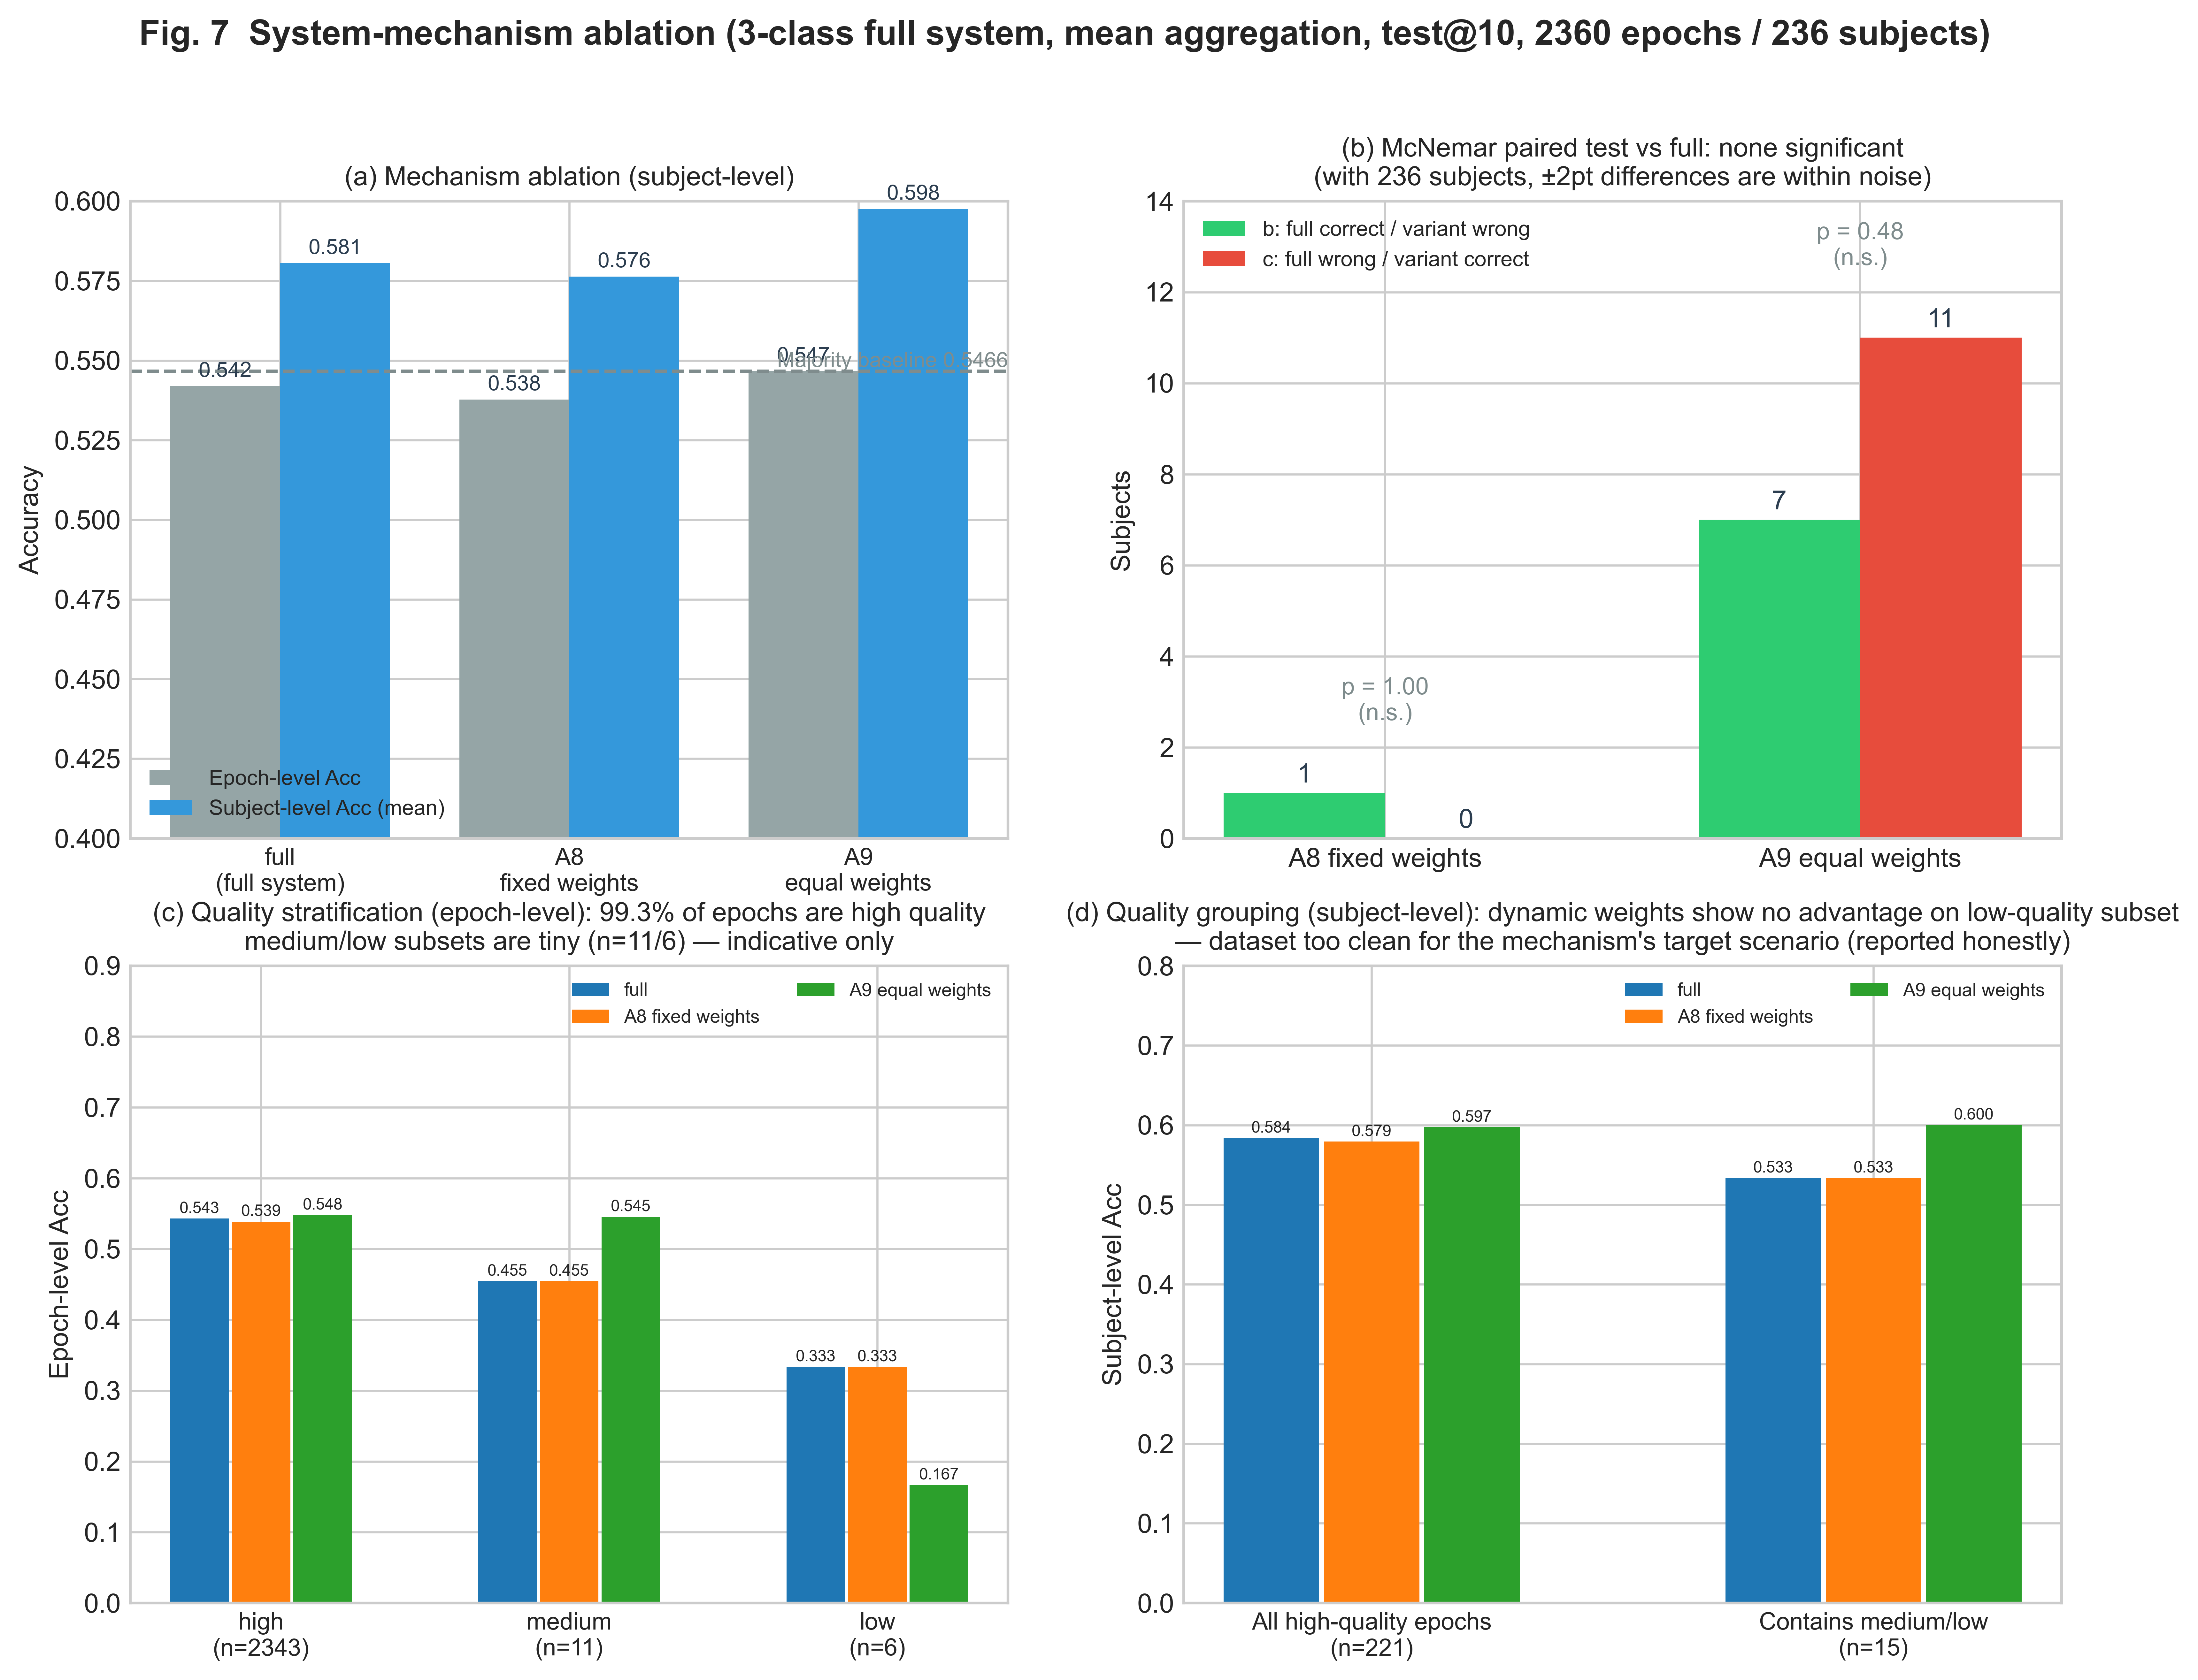 Fig. 7  System-mechanism ablation (3-class full system, mean aggregation, test@10, 2360 epochs / 236 subjects)
(a) Mechanism ablation (subject-level)
Accuracy
0.600
0.575
0.550
0.525
0.500
0.475
0.450
0.425
0.400
0.542
0.581
0.538
0.576
0.547
0.598
Majority baseline 0.5466
Epoch-level Acc
Subject-level Acc (mean)
full
(full system)
A8
fixed weights
A9
equal weights
(b) McNemar paired test vs full: none significant
(with 236 subjects, ±2pt differences are within noise)
Subjects
14
12
10
8
6
4
2
0
b: full correct / variant wrong
c: full wrong / variant correct
p = 0.48
(n.s.)
11
7
p = 1.00
(n.s.)
1
0
A8 fixed weights
A9 equal weights
(c) Quality stratification (epoch-level): 99.3% of epochs are high quality
medium/low subsets are tiny (n=11/6) — indicative only
Epoch-level Acc
0.9
0.8
0.7
0.6
0.5
0.4
0.3
0.2
0.1
0.0
full
A8 fixed weights
A9 equal weights
0.543
0.539
0.548
0.455
0.455
0.545
0.333
0.333
0.167
high
(n=2343)
medium
(n=11)
low
(n=6)
(d) Quality grouping (subject-level): dynamic weights show no advantage on low-quality subset
— dataset too clean for the mechanism's target scenario (reported honestly)
Subject-level Acc
0.8
0.7
0.6
0.5
0.4
0.3
0.2
0.1
0.0
full
A8 fixed weights
A9 equal weights
0.584
0.579
0.597
0.533
0.533
0.600
All high-quality epochs
(n=221)
Contains medium/low
(n=15)